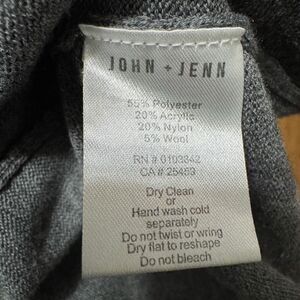 JOHN + JENN
55% Polyester
20% Acrylic
20% Nylon
5% Wool
RN # 0103342
CA # 25459
Dry Clean
or
Hand wash cold
separately
Do not twist or wring
Dry flat to reshape
Do not bleach